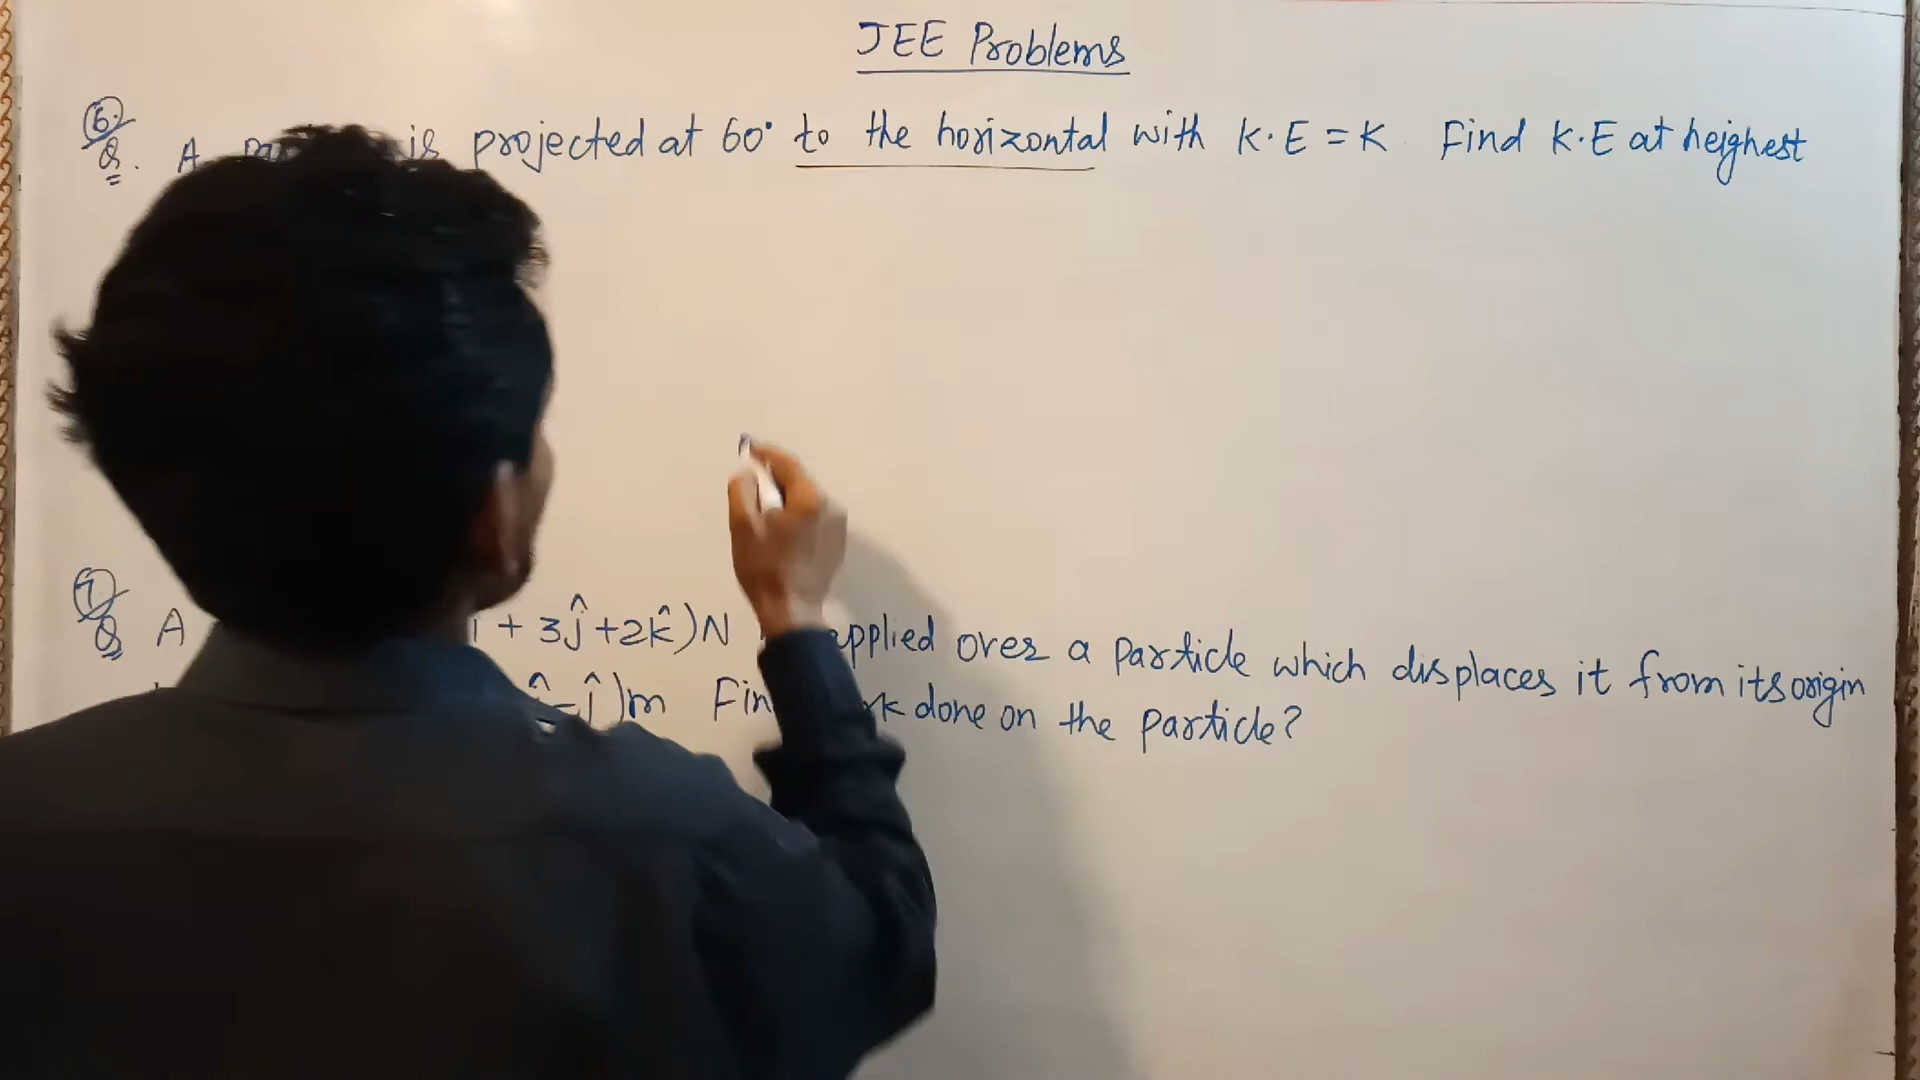 JEE Problems
6.
Q. A is projected at 60° to the horizontal with K.E = K Find K.E at heighest
7
Q A + 3ĵ + 2k̂)N applied over a particle which displaces it from its origin
- ĵ)m done on the particle?